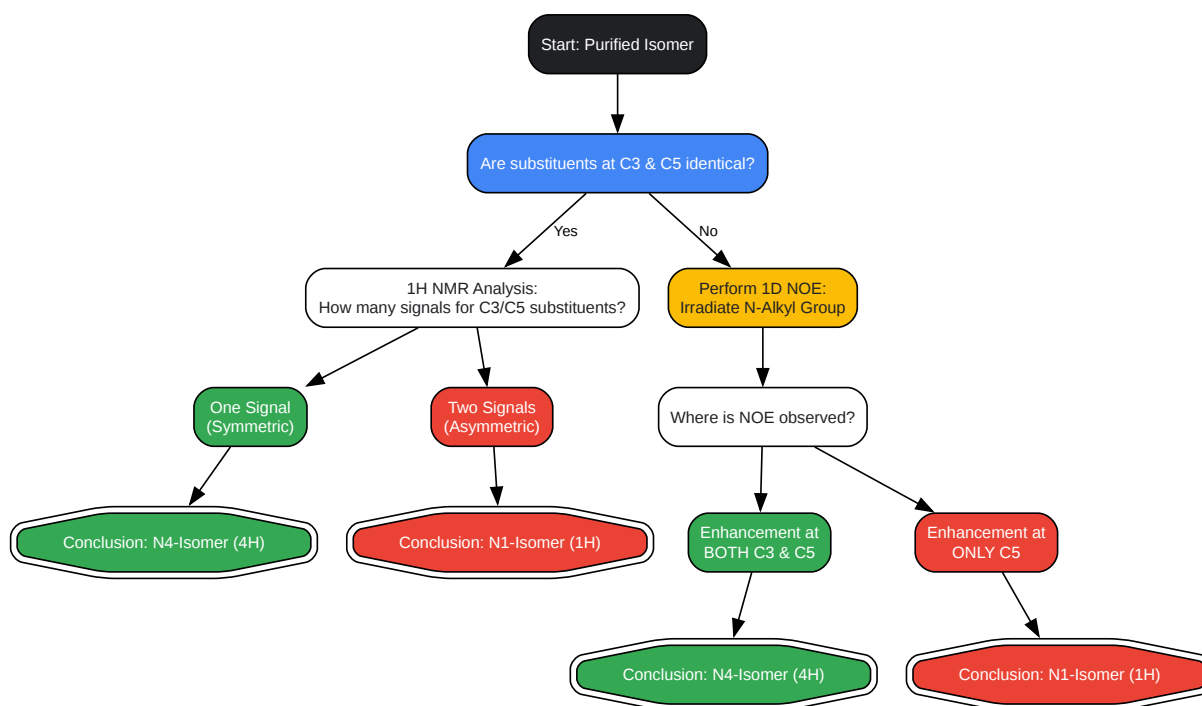 Start: Purified Isomer
Are substituents at C3 & C5 identical?
Yes
No
1H NMR Analysis:
How many signals for C3/C5 substituents?
Perform 1D NOE:
Irradiate N-Alkyl Group
One Signal
(Symmetric)
Two Signals
(Asymmetric)
Where is NOE observed?
Conclusion: N4-Isomer (4H)
Conclusion: N1-Isomer (1H)
Enhancement at
BOTH C3 & C5
Enhancement at
ONLY C5
Conclusion: N4-Isomer (4H)
Conclusion: N1-Isomer (1H)